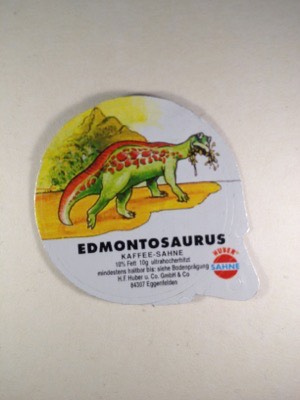 EDMONTOSAURUS
KAFFEE-SAHNE
10% Fett 10g ultrahocherhitzt
mindestens haltbar bis: siehe Bodenprägung
H.F. Huber u. Co. GmbH & Co
84307 Eggenfelden
HUBER
SAHNE